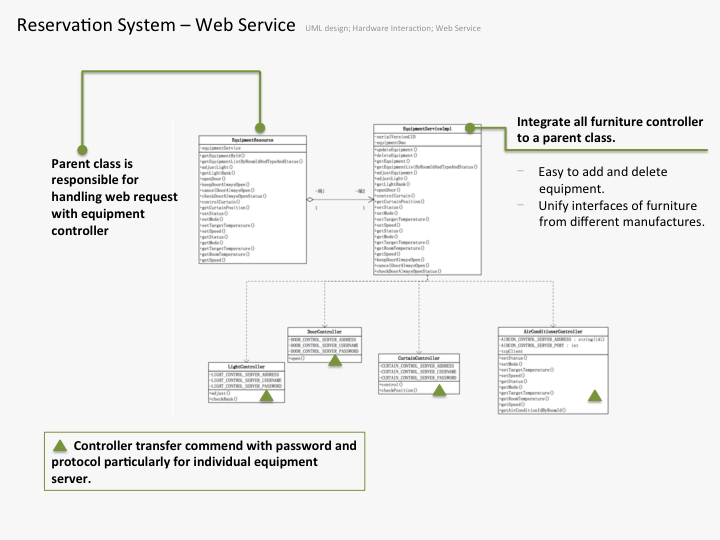 Reservation System – Web Service UML design; Hardware Interaction; Web Service
Parent class is
responsible for
handling web request
with equipment
controller
Integrate all furniture controller
to a parent class.
– Easy to add and delete
equipment.
– Unify interfaces of furniture
from different manufactures.
EquipmentResource
-equipmentService
+getEquipmentById()
+getEquipmentListByRoomIdAndTypeAndStatus()
+adjustLight()
+getLightRank()
+openDoor()
+keepDoorAlwaysOpen()
+cancelDoorAlwaysOpen()
+checkDoorAlwaysOpenStatus()
+controlCurtain()
+getCurtainPosition()
+setStatus()
+setMode()
+setTargetTemperature()
+setSpeed()
+getStatus()
+getMode()
+getTargetTemperature()
+getRoomTemperature()
+getSpeed()
1
1
EquipmentServiceImpl
-serialVersionUID
-equipmentDao
+updateEquipment()
+deleteEquipment()
+getEquipment()
+getEquipmentListByRoomIdAndTypeAndStatus()
+adjustEquipment()
+adjustLight()
+getLightRank()
+openDoor()
+controlCurtain()
+getCurtainPosition()
+setStatus()
+setMode()
+setTargetTemperature()
+setSpeed()
+getStatus()
+getMode()
+getTargetTemperature()
+getRoomTemperature()
+getSpeed()
+keepDoorAlwaysOpen()
+cancelDoorAlwaysOpen()
+checkDoorAlwaysOpenStatus()
DoorController
-DOOR_CONTROL_SERVER_ADDRESS
-DOOR_CONTROL_SERVER_USERNAME
-DOOR_CONTROL_SERVER_PASSWORD
+open()
LightController
-LIGHT_CONTROL_SERVER_ADDRESS
-LIGHT_CONTROL_SERVER_USERNAME
-LIGHT_CONTROL_SERVER_PASSWORD
+adjust()
+checkRank()
CurtainController
-CURTAIN_CONTROL_SERVER_ADDRESS
-CURTAIN_CONTROL_SERVER_USERNAME
-CURTAIN_CONTROL_SERVER_PASSWORD
+control()
+checkPosition()
AirConditionerController
-AIRCON_CONTROL_SERVER_ADDRESS : string(idl)
-AIRCON_CONTROL_SERVER_PORT : int
-tcpClient
+setStatus()
+setMode()
+setTargetTemperature()
+setSpeed()
+getStatus()
+getMode()
+getTargetTemperature()
+getRoomTemperature()
+getSpeed()
+getAirConditionIdByRoomId()
Controller transfer commend with password and
protocol particularly for individual equipment
server.